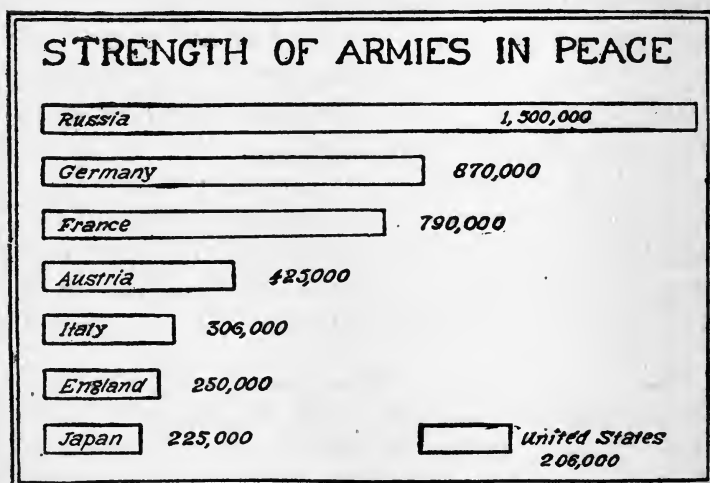 STRENGTH OF ARMIES IN PEACE
Russia 1,500,000
Germany 870,000
France 790,000
Austria 425,000
Italy 306,000
England 250,000
Japan 225,000
United States
206,000